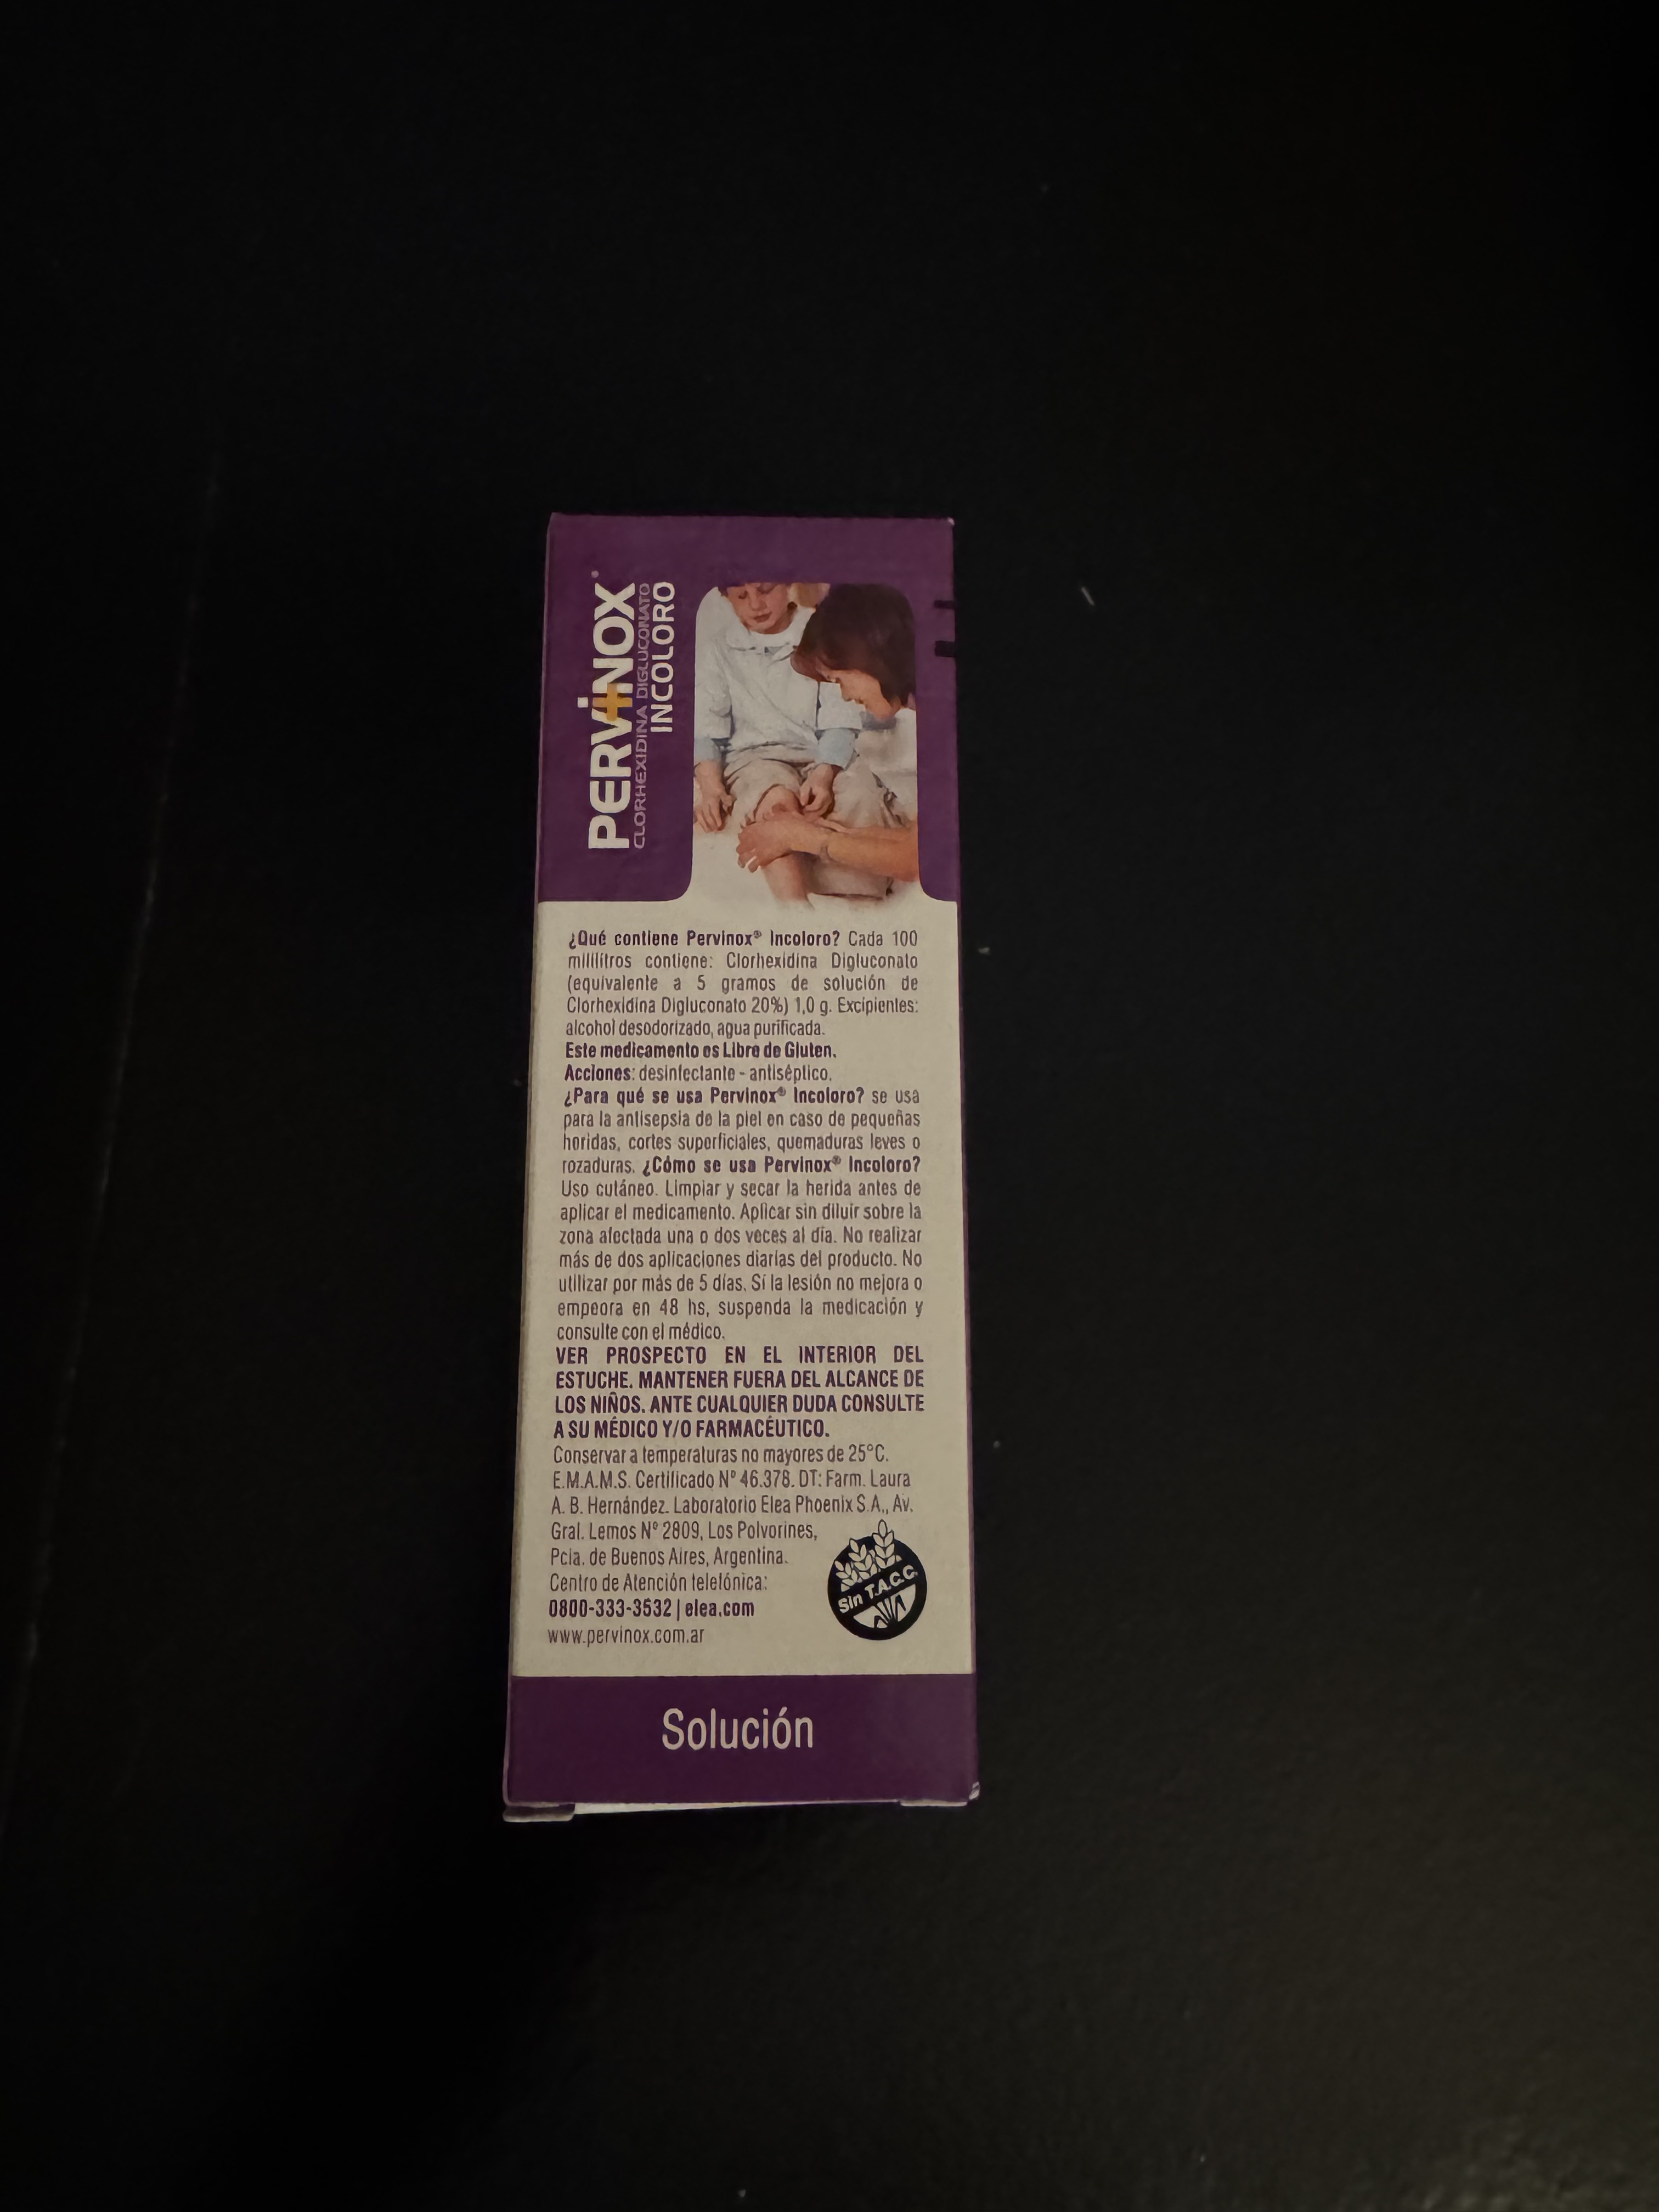 PERVINOX®
CLORHEXIDINA DIGLUCONATO
INCOLORO
¿Qué contiene Pervinox® Incoloro? Cada 100
mililitros contiene: Clorhexidina Digluconato
(equivalente a 5 gramos de solución de
Clorhexidina Digluconato 20%) 1,0 g. Excipientes:
alcohol desodorizado, agua purificada.
Este medicamento es Libre de Gluten.
Acciones: desinfectante - antiséptico.
¿Para qué se usa Pervinox® Incoloro? se usa
para la antisepsia de la piel en caso de pequeñas
heridas, cortes superficiales, quemaduras leves o
rozaduras. ¿Cómo se usa Pervinox® Incoloro?
Uso cutáneo. Limpiar y secar la herida antes de
aplicar el medicamento. Aplicar sin diluir sobre la
zona afectada una o dos veces al día. No realizar
más de dos aplicaciones diarias del producto. No
utilizar por más de 5 días. Si la lesión no mejora o
empeora en 48 hs, suspenda la medicación y
consulte con el médico.
VER PROSPECTO EN EL INTERIOR DEL
ESTUCHE. MANTENER FUERA DEL ALCANCE DE
LOS NIÑOS. ANTE CUALQUIER DUDA CONSULTE
A SU MÉDICO Y/O FARMACÉUTICO.
Conservar a temperaturas no mayores de 25°C.
E.M.A.M.S. Certificado Nº 46.378. DT: Farm. Laura
A. B. Hernández. Laboratorio Elea Phoenix S.A., Av.
Gral. Lemos Nº 2809, Los Polvorines,
Pcia. de Buenos Aires, Argentina.
Centro de Atención telefónica:
0800-333-3532 | elea.com
www.pervinox.com.ar
Sin T.A.C.C.
Solución